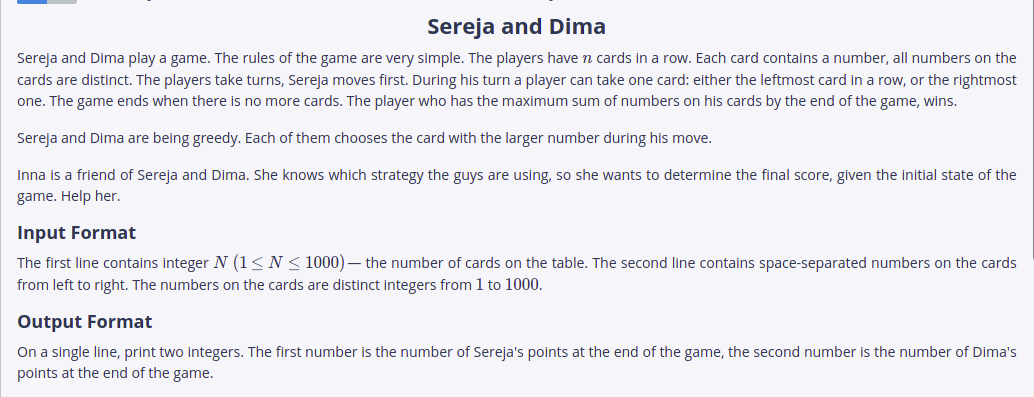 Sereja and Dima
Sereja and Dima play a game. The rules of the game are very simple. The players have n cards in a row. Each card contains a number, all numbers on the
cards are distinct. The players take turns, Sereja moves first. During his turn a player can take one card: either the leftmost card in a row, or the rightmost
one. The game ends when there is no more cards. The player who has the maximum sum of numbers on his cards by the end of the game, wins.
Sereja and Dima are being greedy. Each of them chooses the card with the larger number during his move.
Inna is a friend of Sereja and Dima. She knows which strategy the guys are using, so she wants to determine the final score, given the initial state of the
game. Help her.
Input Format
The first line contains integer N (1 ≤ N ≤ 1000)— the number of cards on the table. The second line contains space-separated numbers on the cards
from left to right. The numbers on the cards are distinct integers from 1 to 1000.
Output Format
On a single line, print two integers. The first number is the number of Sereja's points at the end of the game, the second number is the number of Dima's
points at the end of the game.